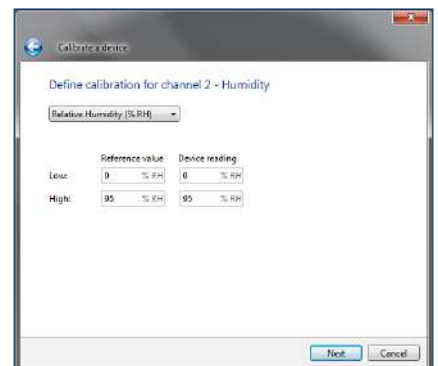 Calibrate a device
Define calibration for channel 2 - Humidity
Relative Humidity (% RH)
Reference value Device reading
Low: 0 % RH 0 % RH
High: 95 % RH 95 % RH
Next Cancel